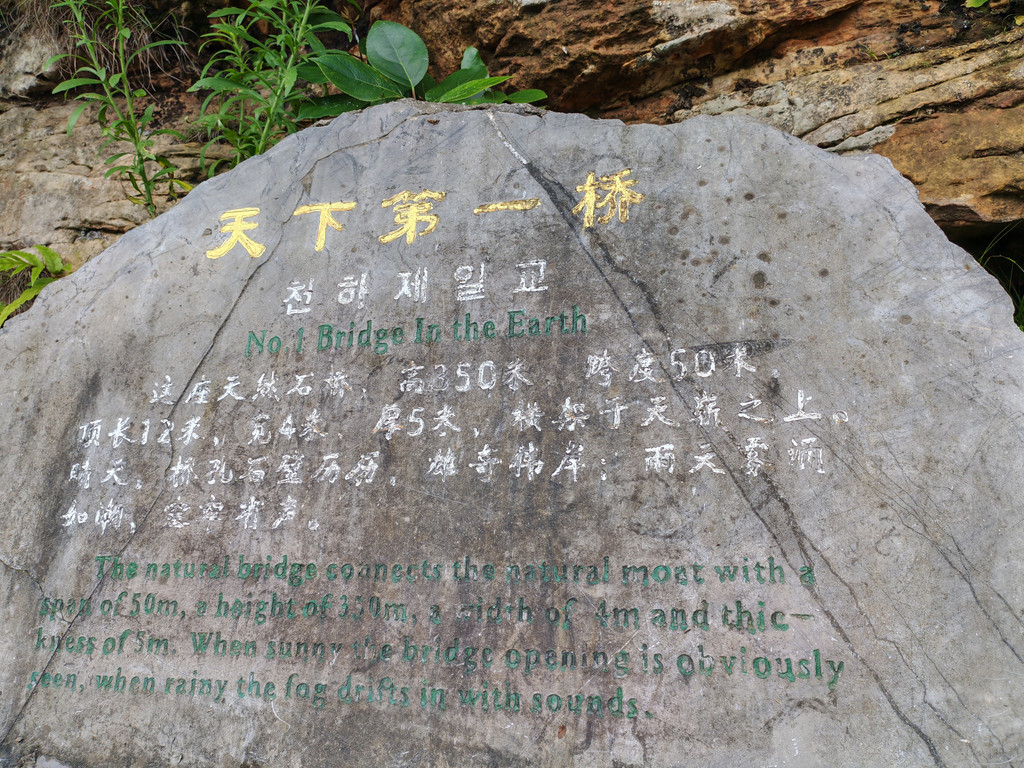 天下第一桥
천하제일교
No.1 Bridge In the Earth
这座天然石桥，高350米 跨度50米，
顶长12米，宽4米，厚5米，横架于天堑之上。
晴天，桥孔石壁历历，雄奇伟岸；雨天雾涌
如潮，空穴有声。
The natural bridge connects the natural moat with a
span of 50m, a height of 350m, a width of 4m and thic-
kness of 5m. When sunny the bridge opening is obviously
seen, when rainy the fog drifts in with sounds.